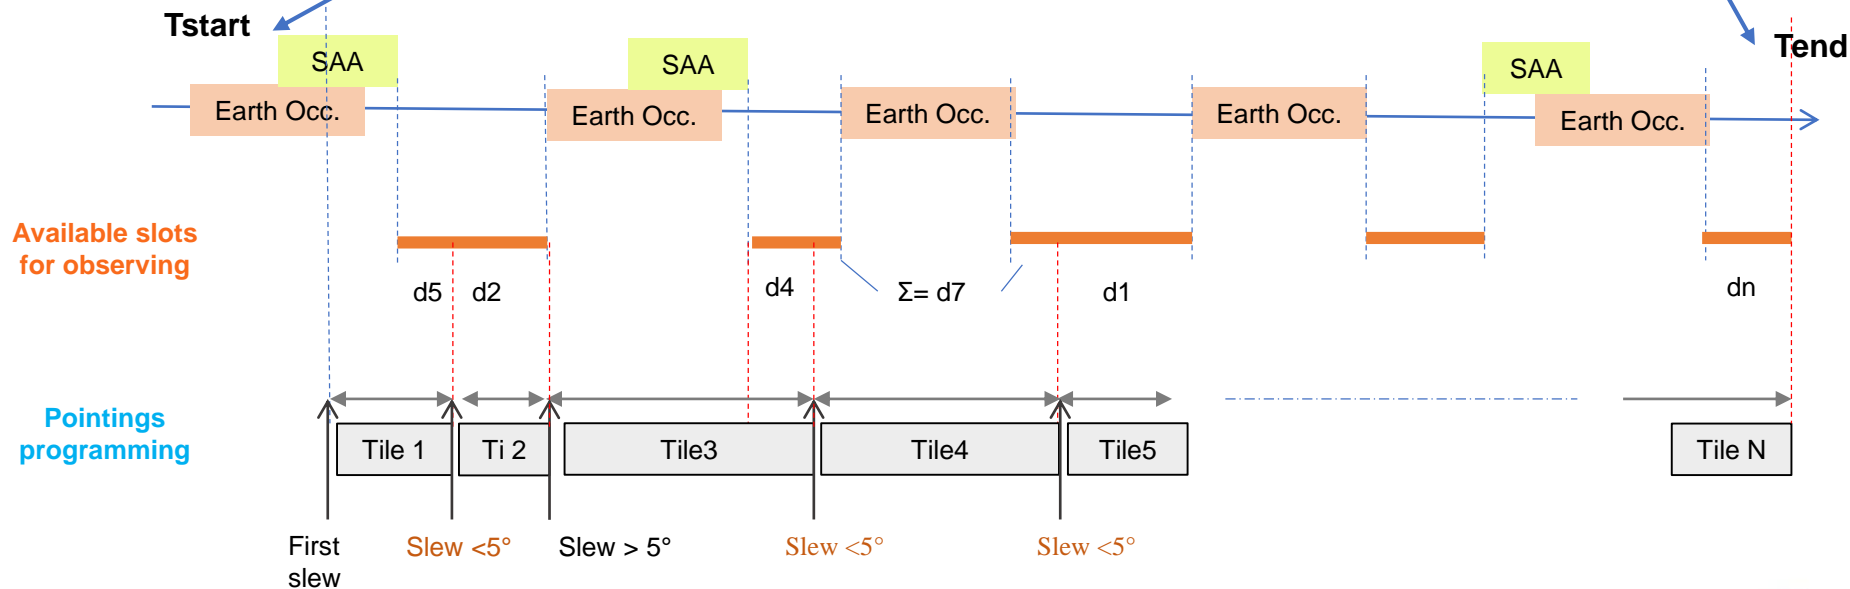 Tstart
Tend
SAA
SAA
SAA
Earth Occ.
Earth Occ.
Earth Occ.
Earth Occ.
Earth Occ.
Available slots
for observing
d5
d2
d4
Σ= d7
d1
dn
Pointings
programming
Tile 1
Ti 2
Tile3
Tile4
Tile5
Tile N
First
slew
Slew <5°
Slew > 5°
Slew <5°
Slew <5°